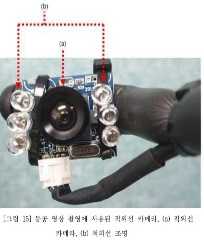 (b)
(a)
[그림 15] 동공 영상 촬영에 사용된 적외선 카메라. (a) 적외선
카메라, (b) 적외선 조명